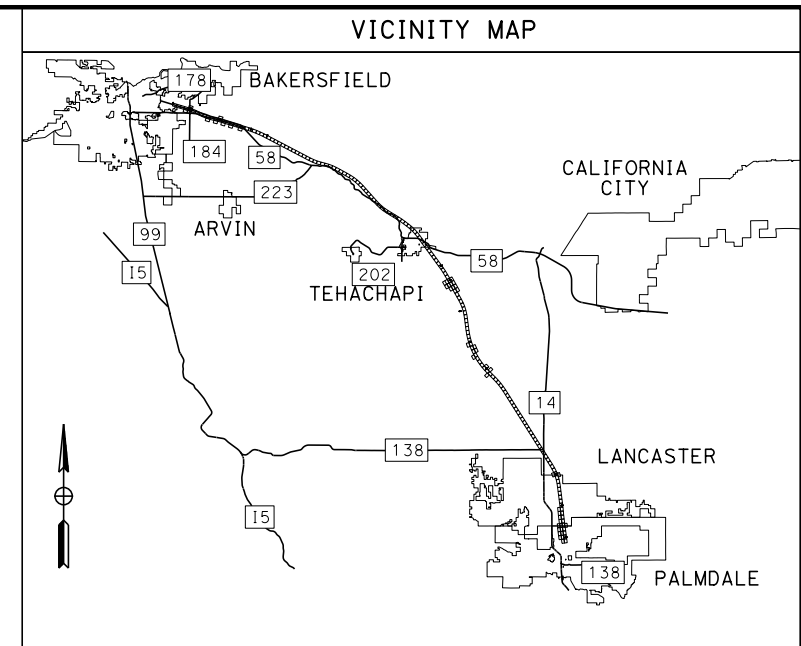 VICINITY MAP
178
BAKERSFIELD
184
58
CALIFORNIA
CITY
223
ARVIN
99
I5
58
202
TEHACHAPI
14
138
LANCASTER
I5
138
PALMDALE